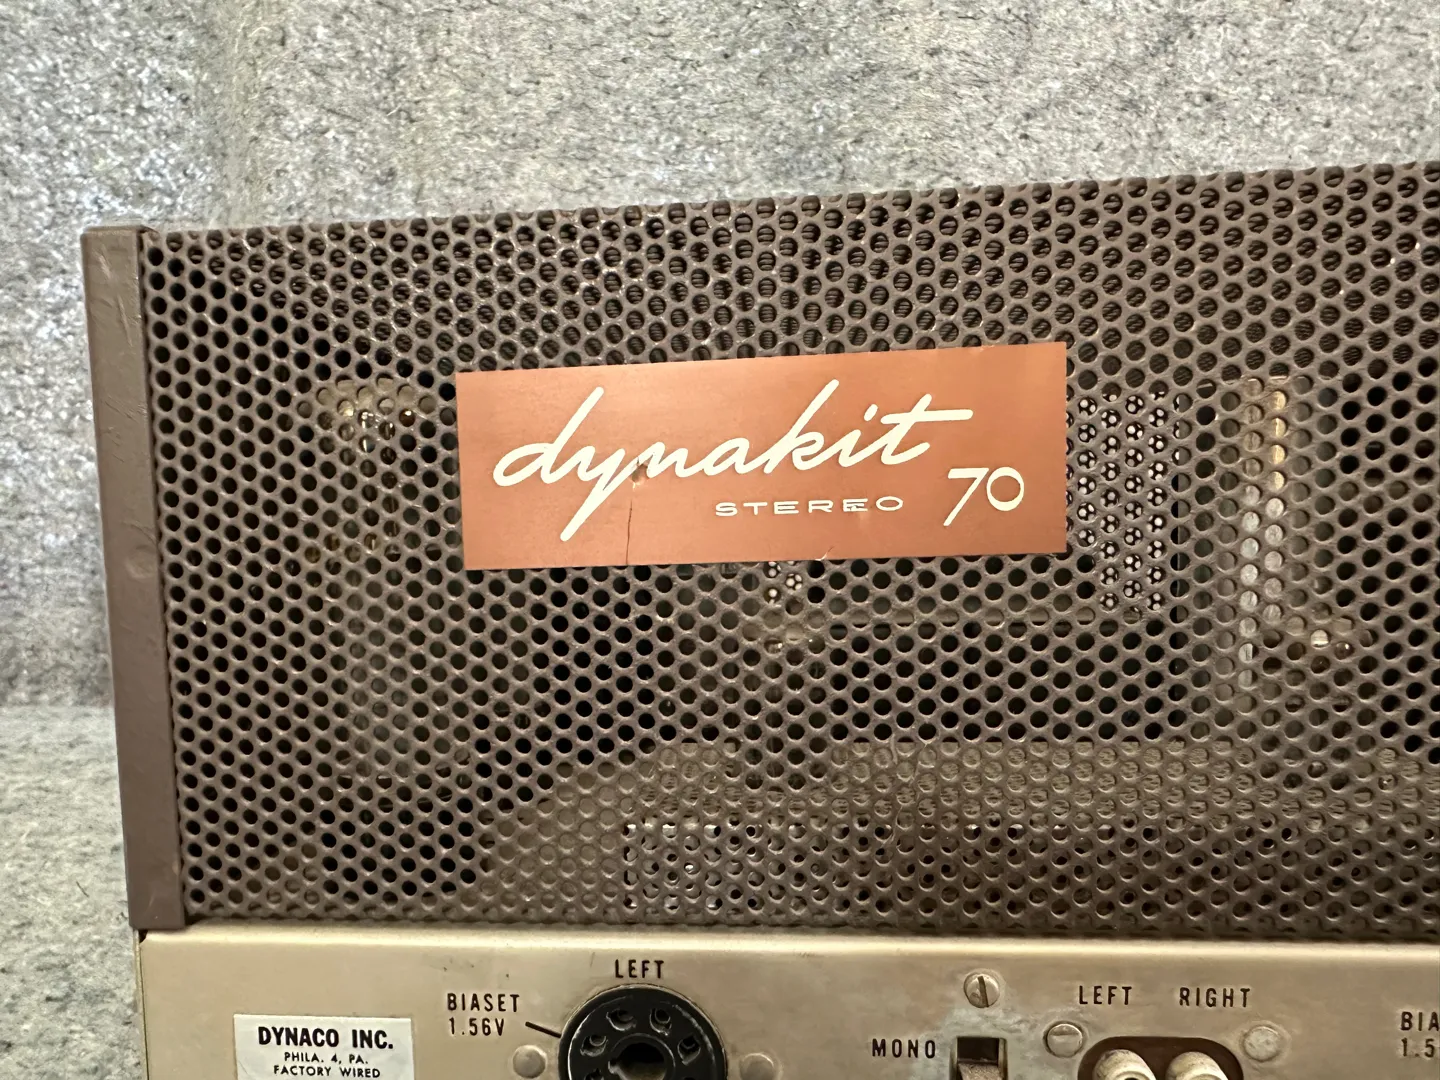 dynakit
STEREO 70
LEFT
BIASET
1.56V
MONO
LEFT RIGHT
DYNACO INC.
PHILA. 4, PA.
FACTORY WIRED